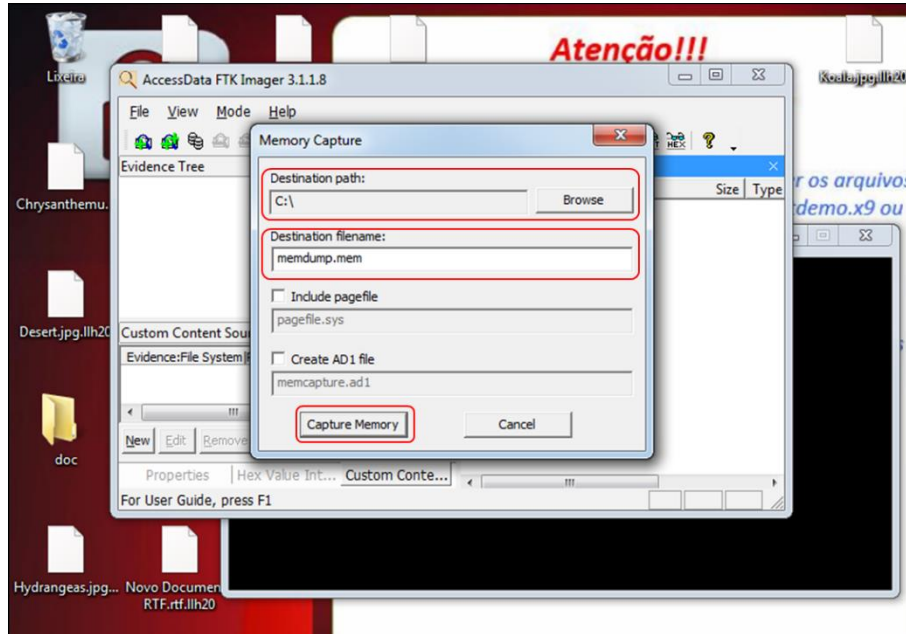 Atenção!!!
Lixeira
Koala.jpg.llh20
AccessData FTK Imager 3.1.1.8
File View Mode Help
HEX
Evidence Tree
Size Type
r os arquivos
demo.x9 ou
Memory Capture
Destination path:
C:\
Browse
Destination filename:
memdump.mem
Include pagefile
pagefile.sys
Create AD1 file
memcapture.ad1
Capture Memory
Cancel
Chrysanthemu.
Desert.jpg.llh20
Custom Content Sou
Evidence:File System
New Edit Remove
doc
Properties Hex Value Int... Custom Conte...
For User Guide, press F1
Hydrangeas.jpg...
Novo Documen
RTF.rtf.llh20